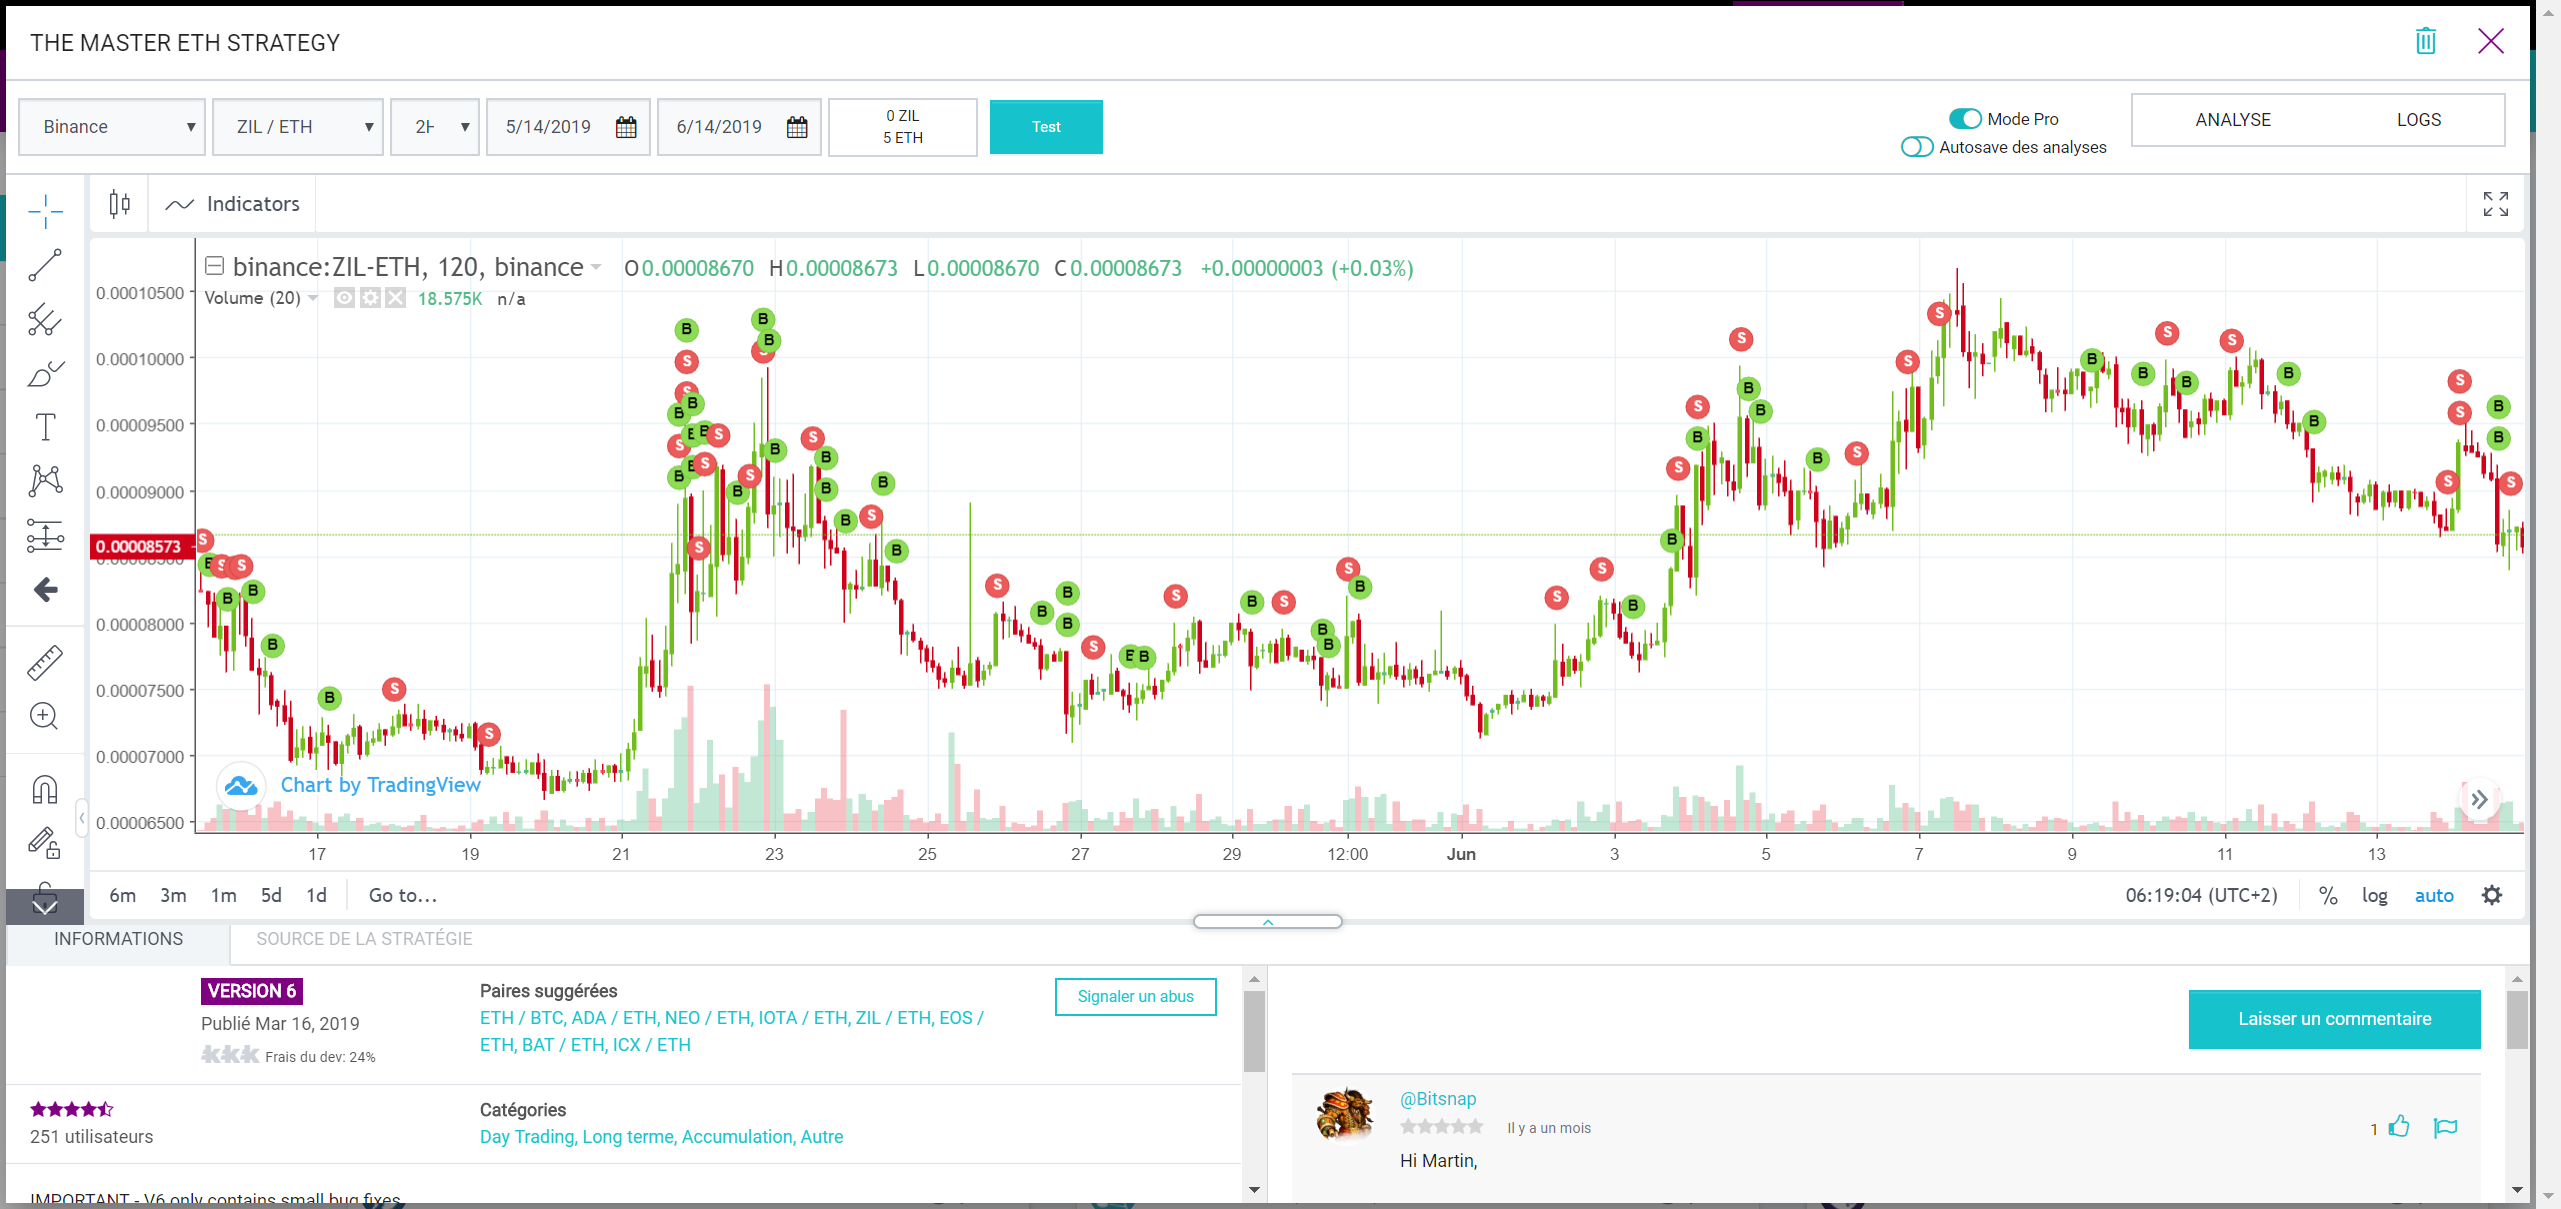 THE MASTER ETH STRATEGY
Binance
ZIL / ETH
5/14/2019
6/14/2019
0 ZIL
5 ETH
Test
Mode Pro
Autosave des analyses
ANALYSE
LOGS
Indicators
binance:ZIL-ETH, 120, binance
O0.00008670 H0.00008673 L0.00008670 C0.00008673 +0.00000003 (+0.03%)
Volume (20)
18.575K n/a
0.00010500
0.00010000
0.00009500
0.00009000
0.00008573
0.00008000
0.00007500
0.00007000
0.00006500
Chart by TradingView
17 19 21 23 25 27 29 12:00 Jun 3 5 7 9 11 13
6m 3m 1m 5d 1d Go to...
06:19:04 (UTC+2) % log auto
INFORMATIONS
SOURCE DE LA STRATÉGIE
VERSION 6
Publié Mar 16, 2019
Frais du dev: 24%
Paires suggérées
ETH / BTC, ADA / ETH, NEO / ETH, IOTA / ETH, ZIL / ETH, EOS /
ETH, BAT / ETH, ICX / ETH
Signaler un abus
251 utilisateurs
Catégories
Day Trading, Long terme, Accumulation, Autre
IMPORTANT - V6 only contains small bug fixes
Laisser un commentaire
@Bitsnap
Il y a un mois
1
Hi Martin,